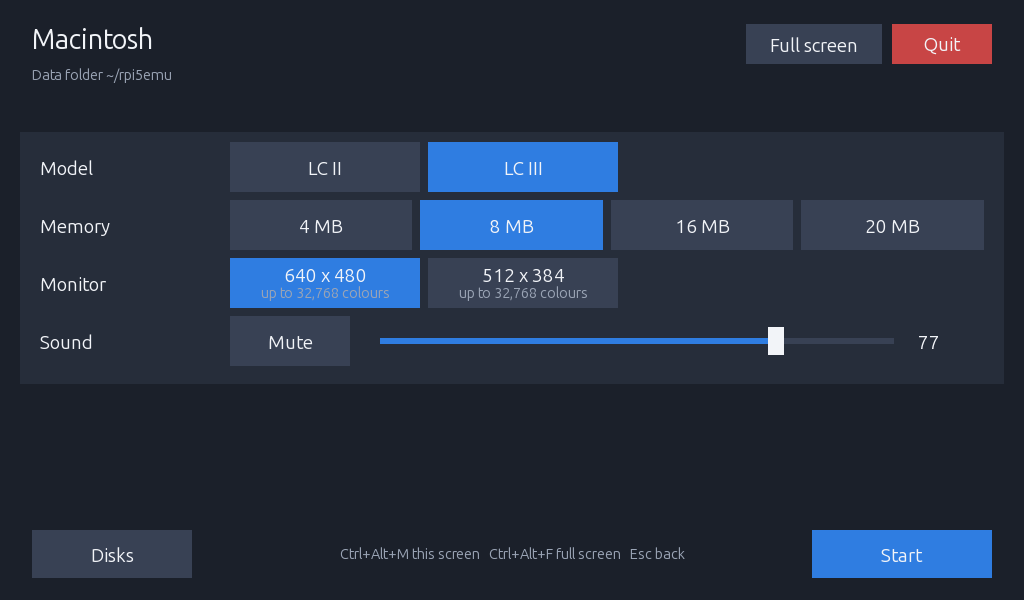 Macintosh
Data folder ~/rpi5emu
Full screen
Quit
Model
LC II
LC III
Memory
4 MB
8 MB
16 MB
20 MB
Monitor
640 x 480
up to 32,768 colours
512 x 384
up to 32,768 colours
Sound
Mute
77
Disks
Ctrl+Alt+M this screen Ctrl+Alt+F full screen Esc back
Start